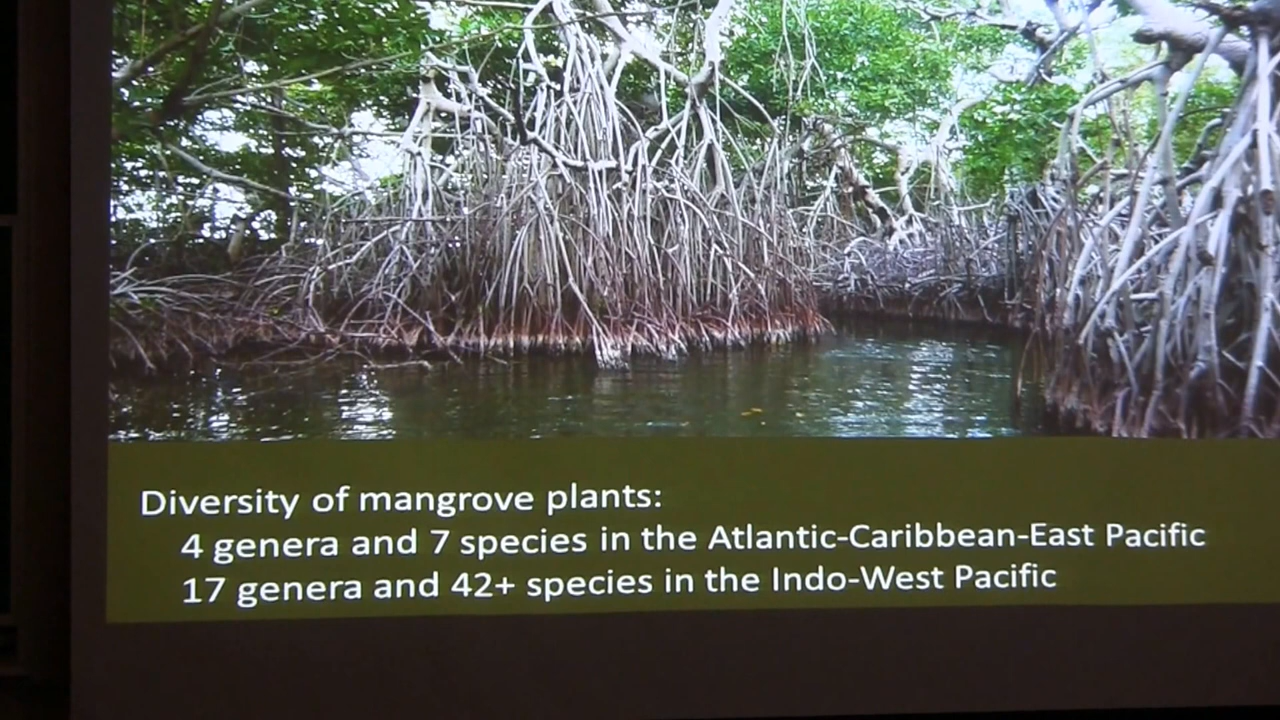 Diversity of mangrove plants:
4 genera and 7 species in the Atlantic-Caribbean-East Pacific
17 genera and 42+ species in the Indo-West Pacific